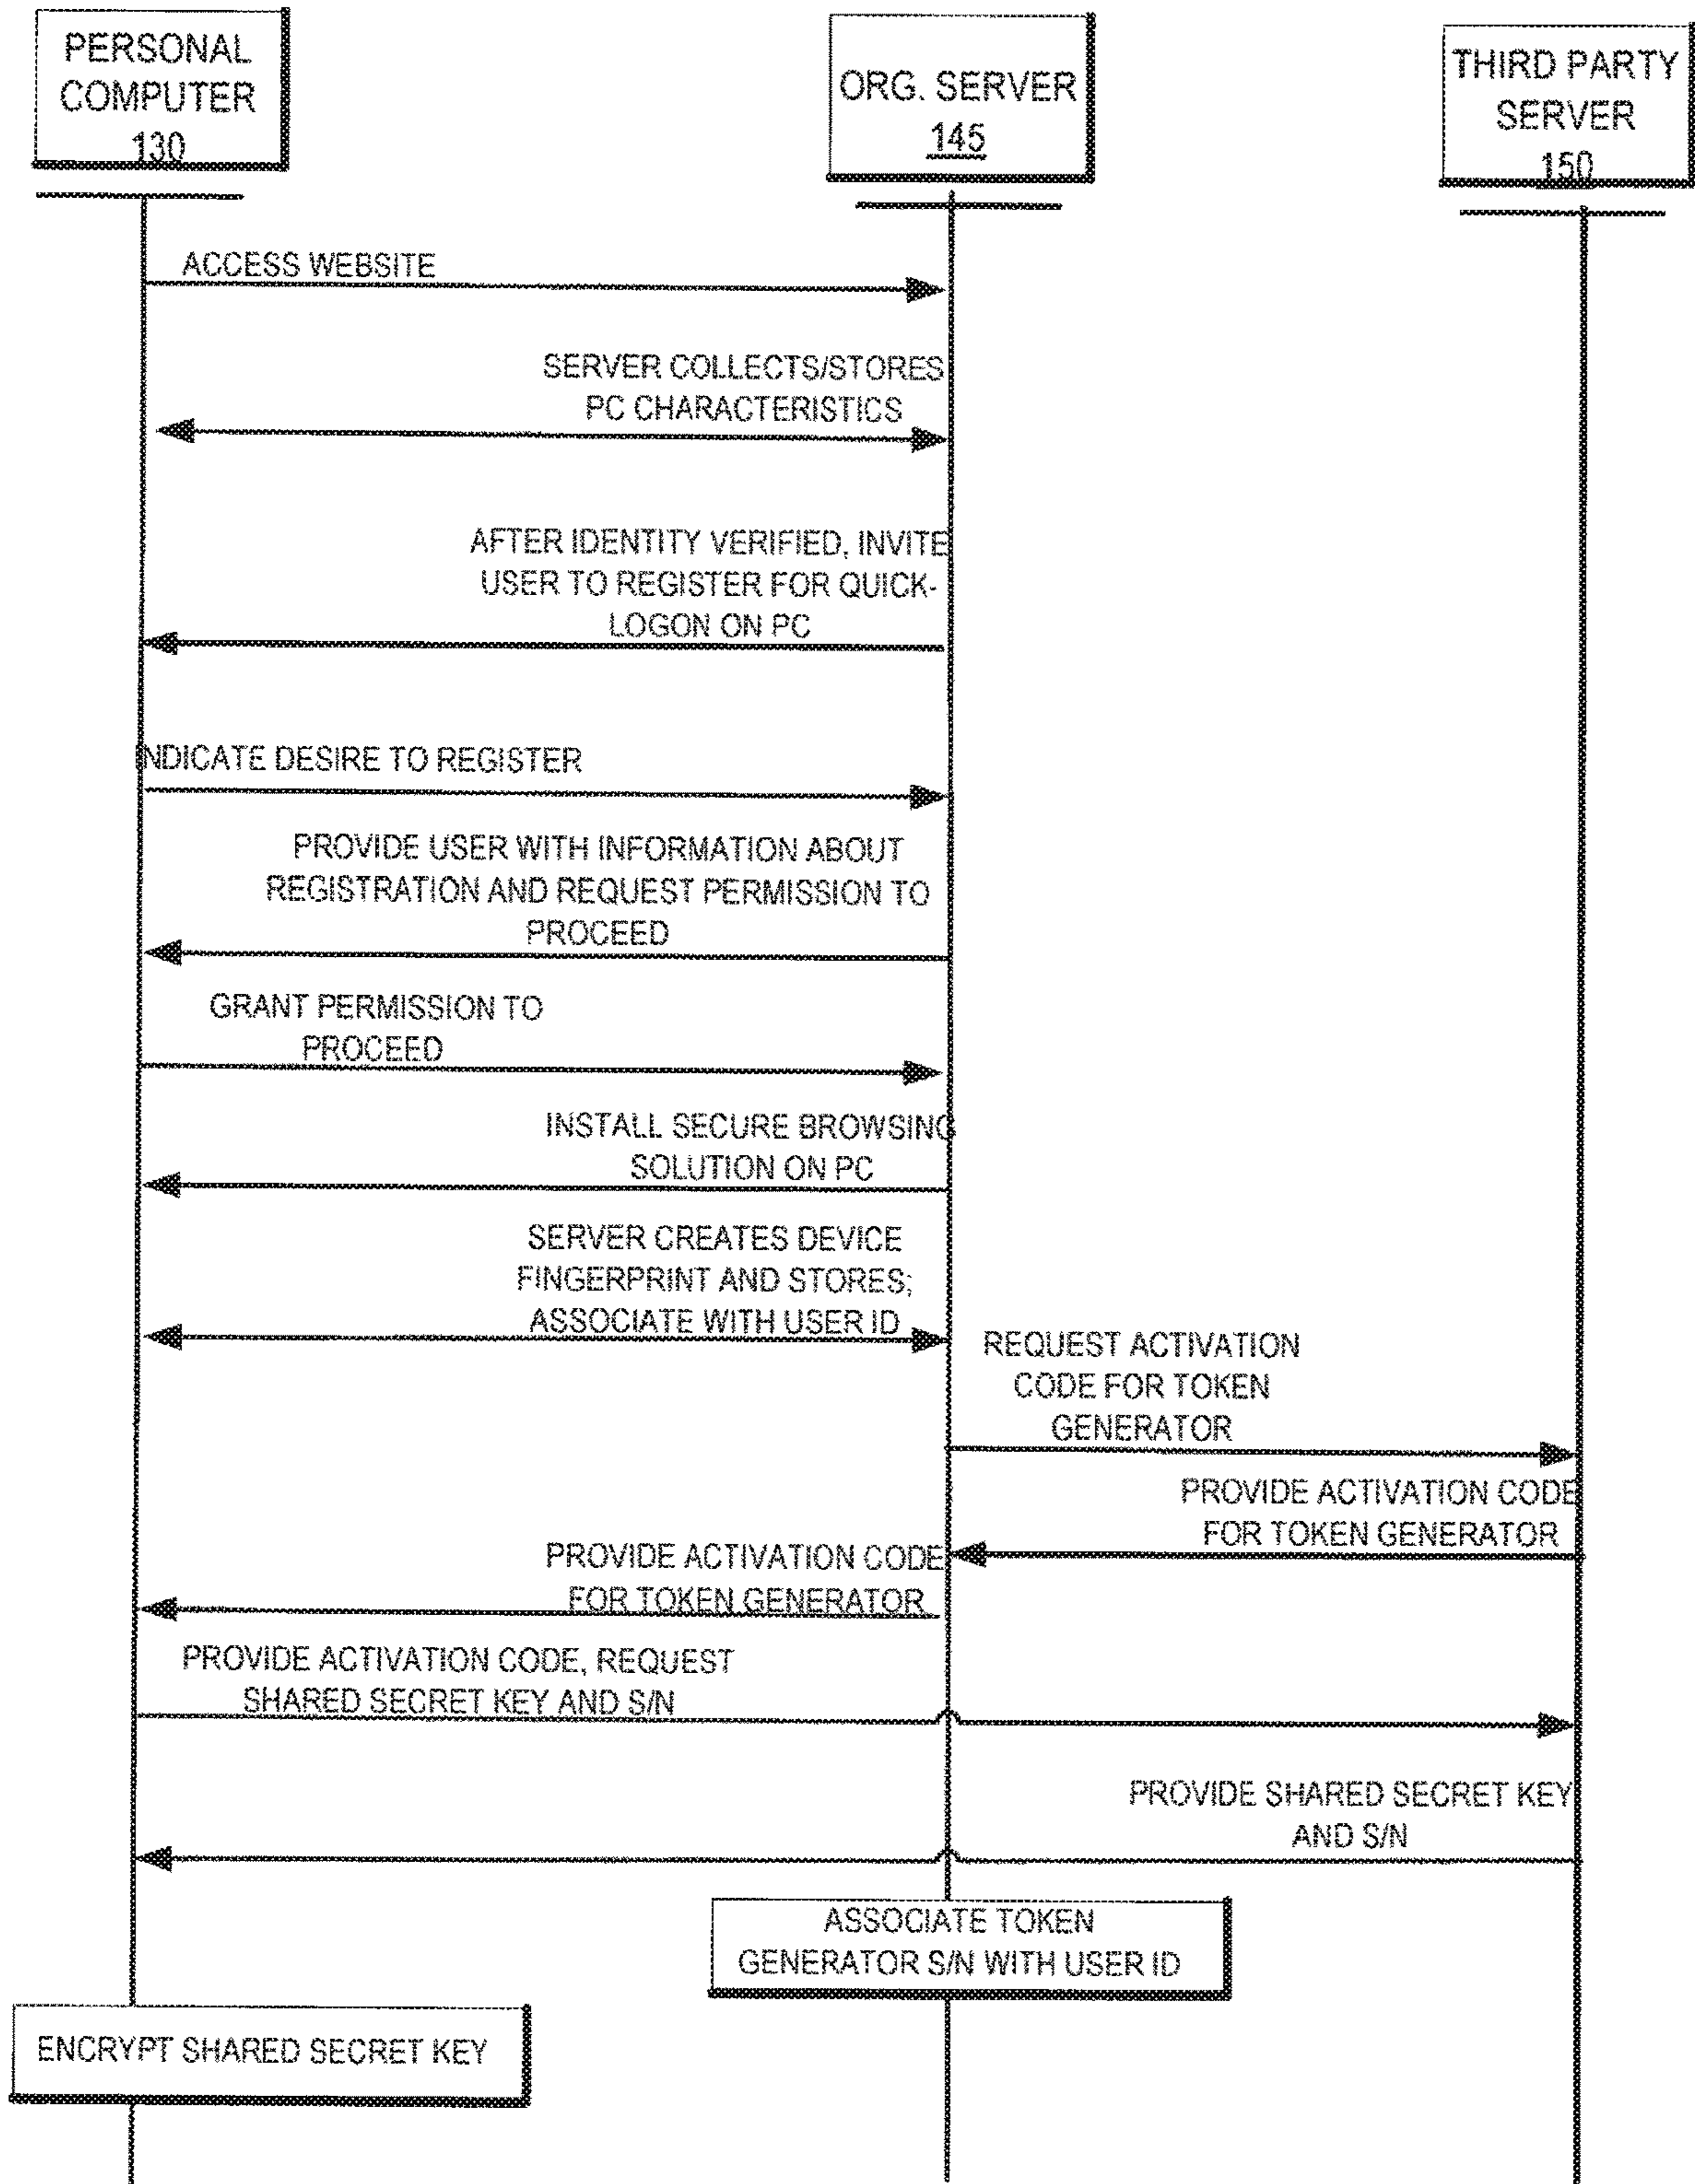 PERSONAL
COMPUTER
130
ORG. SERVER
145
THIRD PARTY
SERVER
150
ACCESS WEBSITE
SERVER COLLECTS/STORES
PC CHARACTERISTICS
AFTER IDENTITY VERIFIED, INVITE
USER TO REGISTER FOR QUICK-
LOGON ON PC
INDICATE DESIRE TO REGISTER
PROVIDE USER WITH INFORMATION ABOUT
REGISTRATION AND REQUEST PERMISSION TO
PROCEED
GRANT PERMISSION TO
PROCEED
INSTALL SECURE BROWSING
SOLUTION ON PC
SERVER CREATES DEVICE
FINGERPRINT AND STORES;
ASSOCIATE WITH USER ID
REQUEST ACTIVATION
CODE FOR TOKEN
GENERATOR
PROVIDE ACTIVATION CODE
FOR TOKEN GENERATOR
PROVIDE ACTIVATION CODE
FOR TOKEN GENERATOR
PROVIDE ACTIVATION CODE, REQUEST
SHARED SECRET KEY AND S/N
PROVIDE SHARED SECRET KEY
AND S/N
ASSOCIATE TOKEN
GENERATOR S/N WITH USER ID
ENCRYPT SHARED SECRET KEY